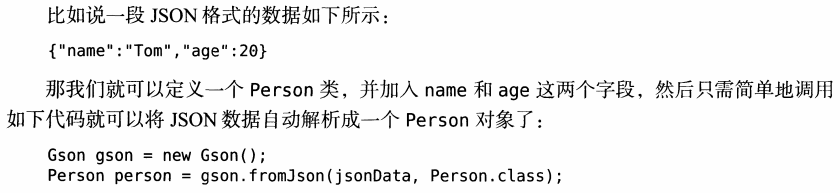 比如说一段 JSON 格式的数据如下所示：
{"name":"Tom","age":20}
那我们就可以定义一个 Person 类，并加入 name 和 age 这两个字段，然后只需简单地调用
如下代码就可以将 JSON 数据自动解析成一个 Person 对象了：
Gson gson = new Gson();
Person person = gson.fromJson(jsonData, Person.class);